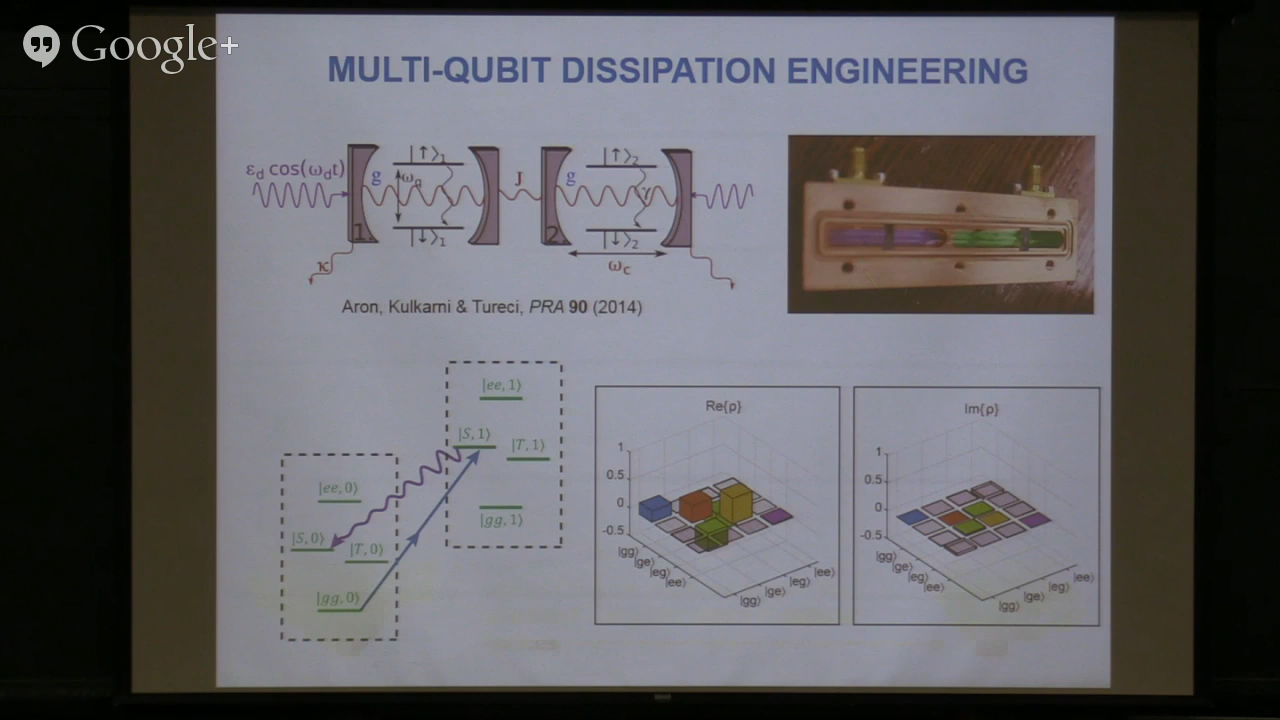 Google+
MULTI-QUBIT DISSIPATION ENGINEERING
ε_d cos(ω_d t)
g
|↑⟩₁
ω_q
J
g
|↑⟩₂
γ
1
|↓⟩₁
2
|↓⟩₂
κ
ω_c
Aron, Kulkarni & Tureci, PRA 90 (2014)
|ee, 1⟩
|S, 1⟩
|T, 1⟩
|gg, 1⟩
|ee, 0⟩
|S, 0⟩
|T, 0⟩
|gg, 0⟩
Re{ρ}
1
0.5
0
-0.5
|gg⟩
|ge⟩
|eg⟩
|ee⟩
|gg⟩
|ge⟩
|eg⟩
|ee⟩
Im{ρ}
1
0.5
0
-0.5
|gg⟩
|ge⟩
|eg⟩
|ee⟩
|gg⟩
|ge⟩
|eg⟩
|ee⟩